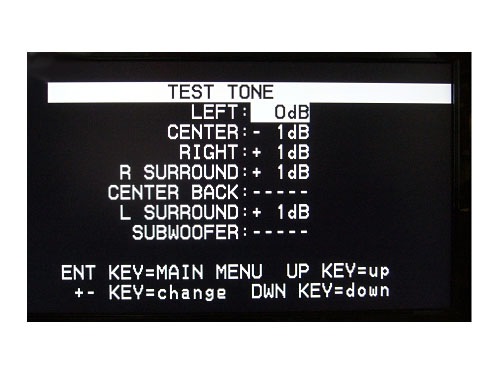 TEST TONE
LEFT: 0dB
CENTER:- 1dB
RIGHT:+ 1dB
R SURROUND:+ 1dB
CENTER BACK:-----
L SURROUND:+ 1dB
SUBWOOFER:-----
ENT KEY=MAIN MENU UP KEY=up
+- KEY=change DWN KEY=down